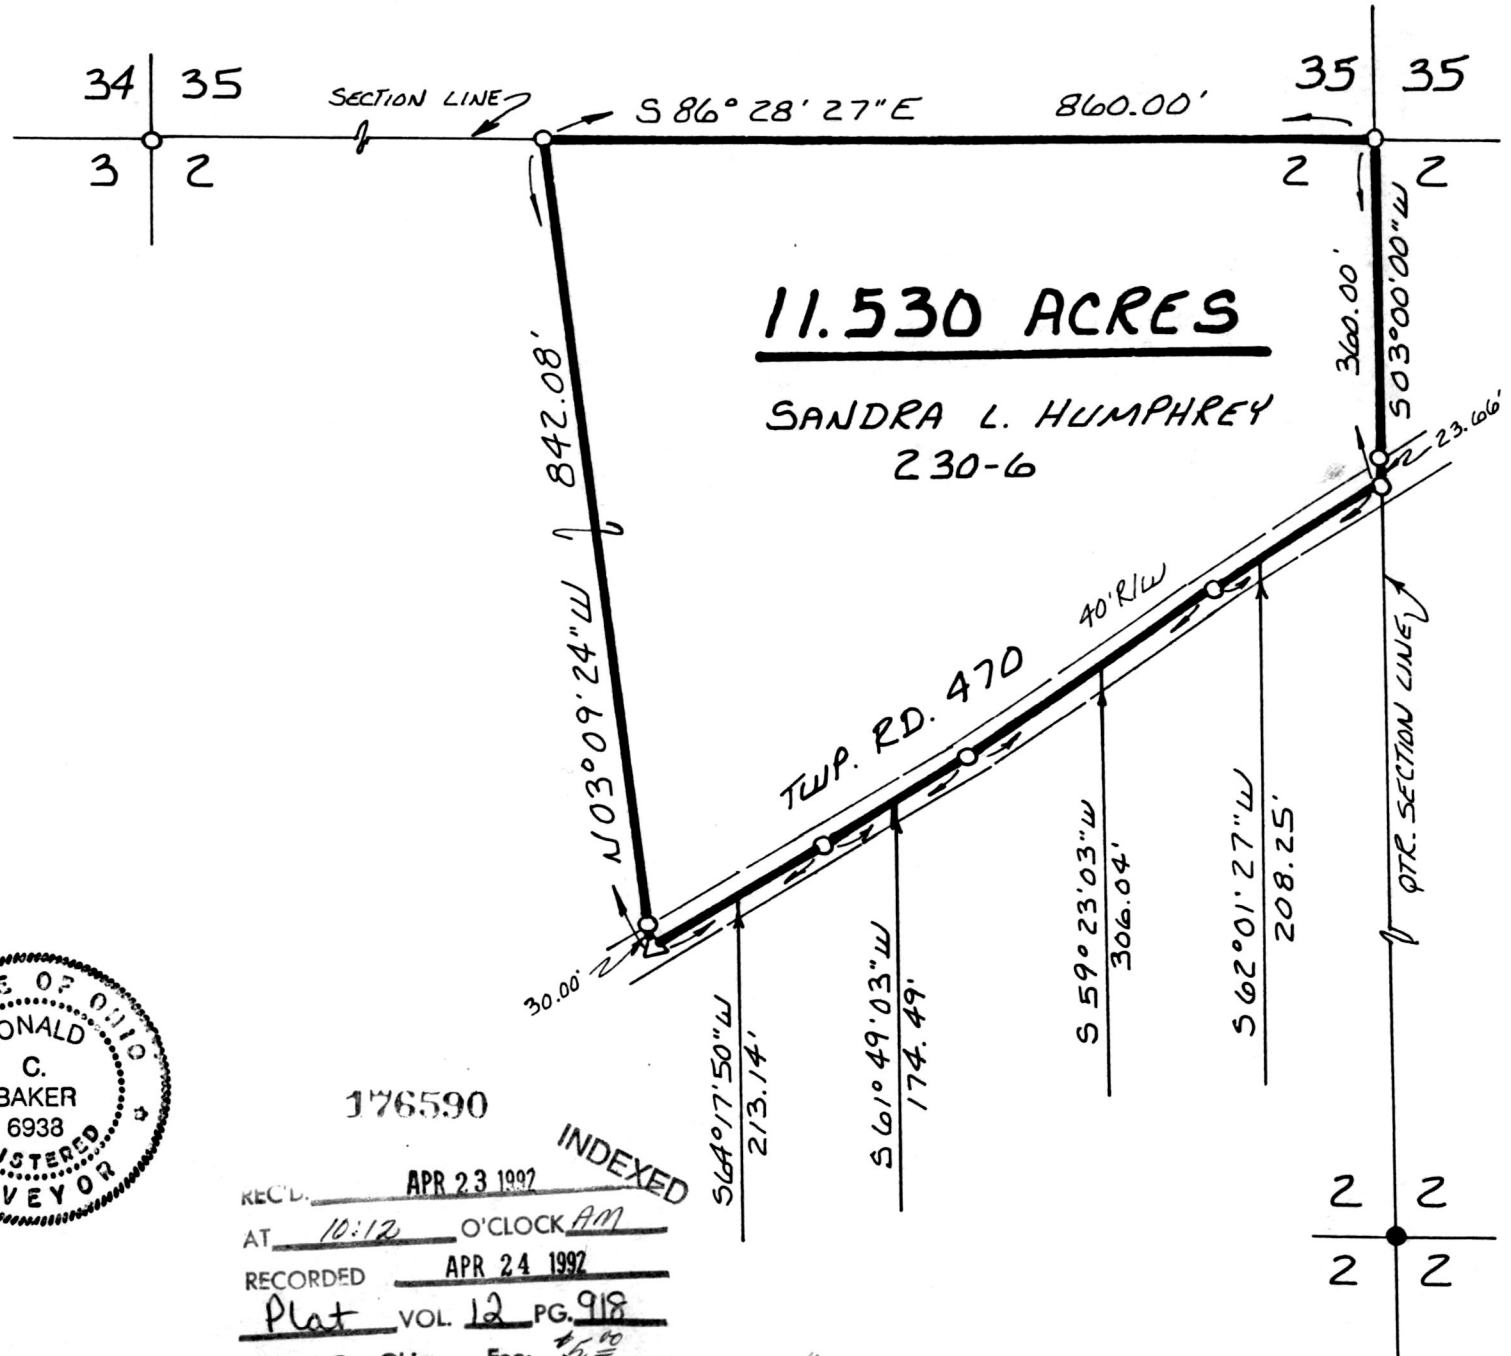 34 35
SECTION LINE
S 86° 28' 27" E 860.00'
35 35
3 2
2 2
S 03° 00' 00" W
360.00'
11.530 ACRES
SANDRA L. HUMPHREY
230-6
23.66'
842.08'
N 03° 09' 24" W
40' R/W
TWP. RD. 470
QTR. SECTION LINE
30.00'
S 64° 17' 50" W
213.14'
S 61° 49' 03" W
174.49'
S 59° 23' 03" W
306.04'
S 62° 01' 27" W
208.25'
E OF OHIO
ONALD
C.
BAKER
6938
ISTERED
VEYOR
176590
INDEXED
REC'D. APR 23 1992
AT 10:12 O'CLOCK AM
RECORDED APR 24 1992
Plat VOL. 12 PG. 918
2 2
2 2